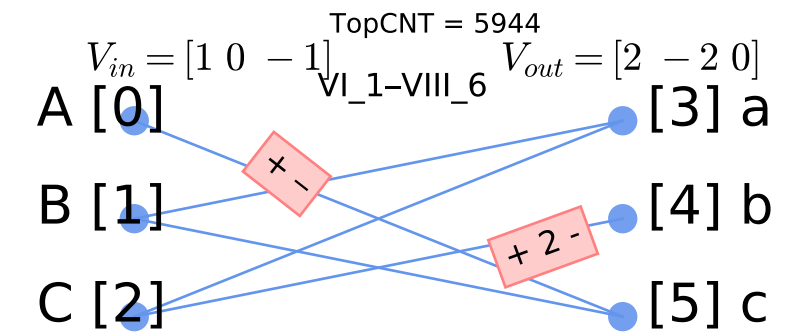 TopCNT = 5944
V_in = [1 0 − 1]
V_out = [2 − 2 0]
VI_1–VIII_6
A [0]
[3] a
+ −
B [1]
[4] b
+ 2 -
C [2]
[5] c